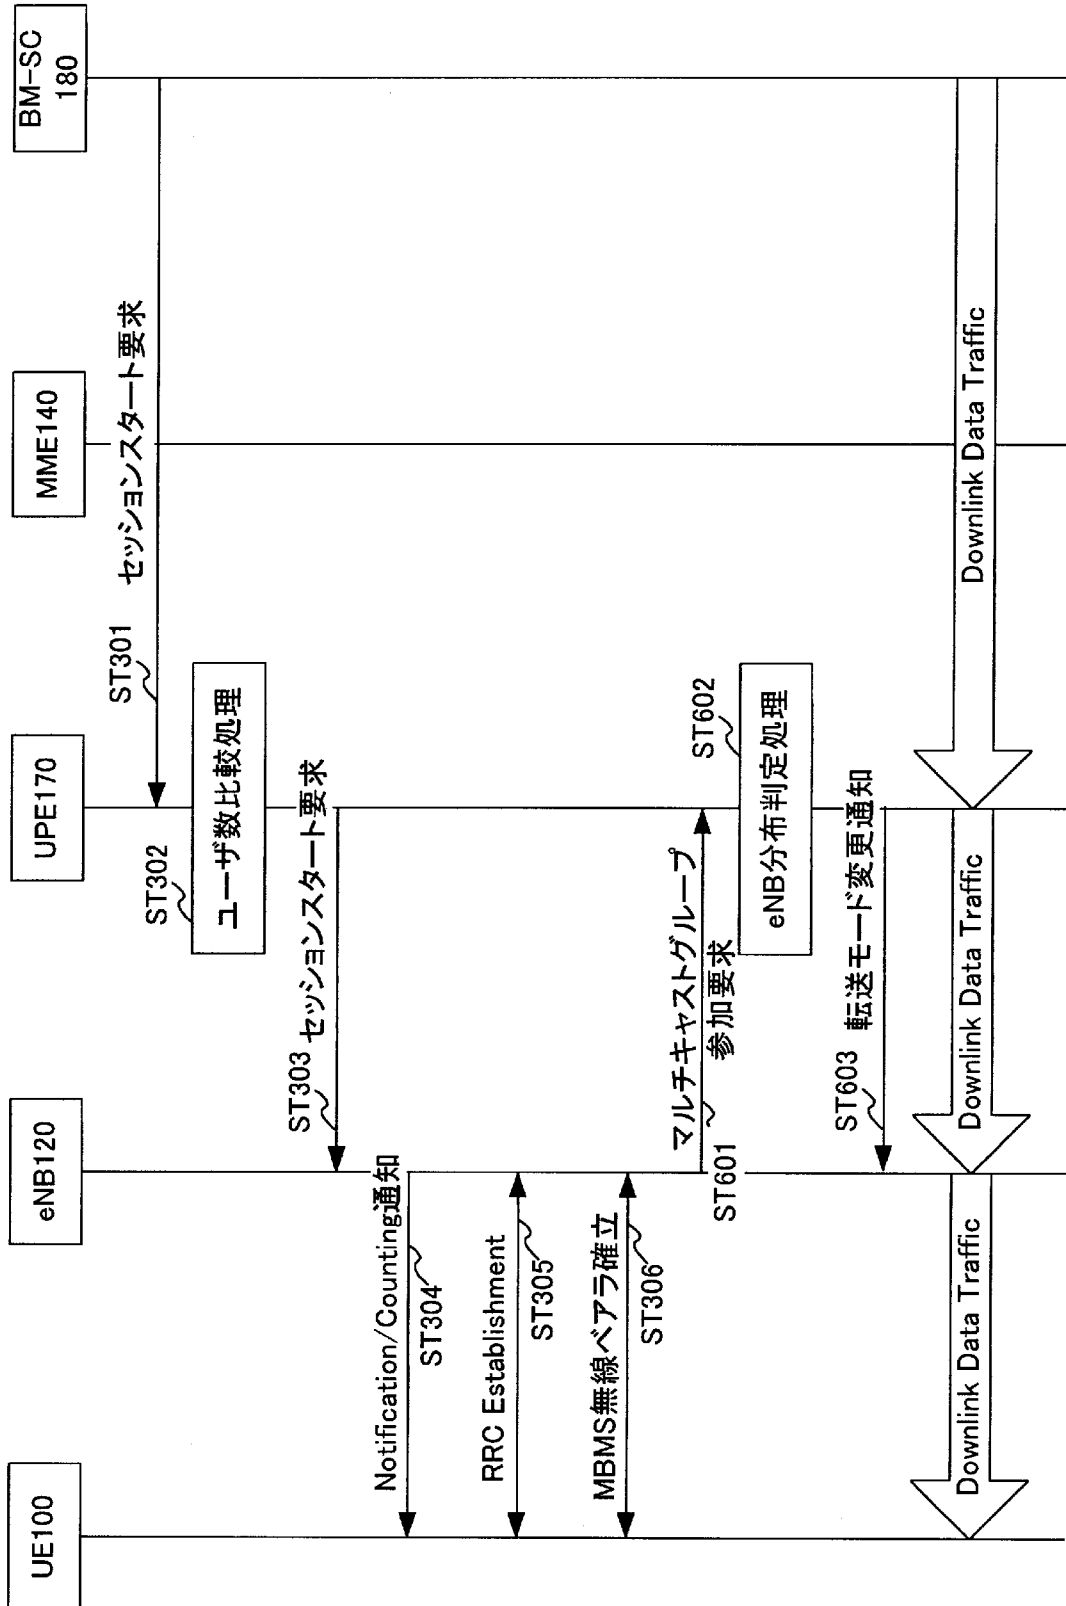 UE100
eNB120
UPE170
MME140
BM-SC
180
ST301
セッションスタート要求
ST302
ユーザ数比較処理
ST303
セッションスタート要求
Notification/Counting通知
ST304
RRC Establishment
ST305
MBMS無線ベアラ確立
ST306
マルチキャストグループ
参加要求
ST601
ST602
eNB分布判定処理
ST603
転送モード変更通知
Downlink Data Traffic
Downlink Data Traffic
Downlink Data Traffic